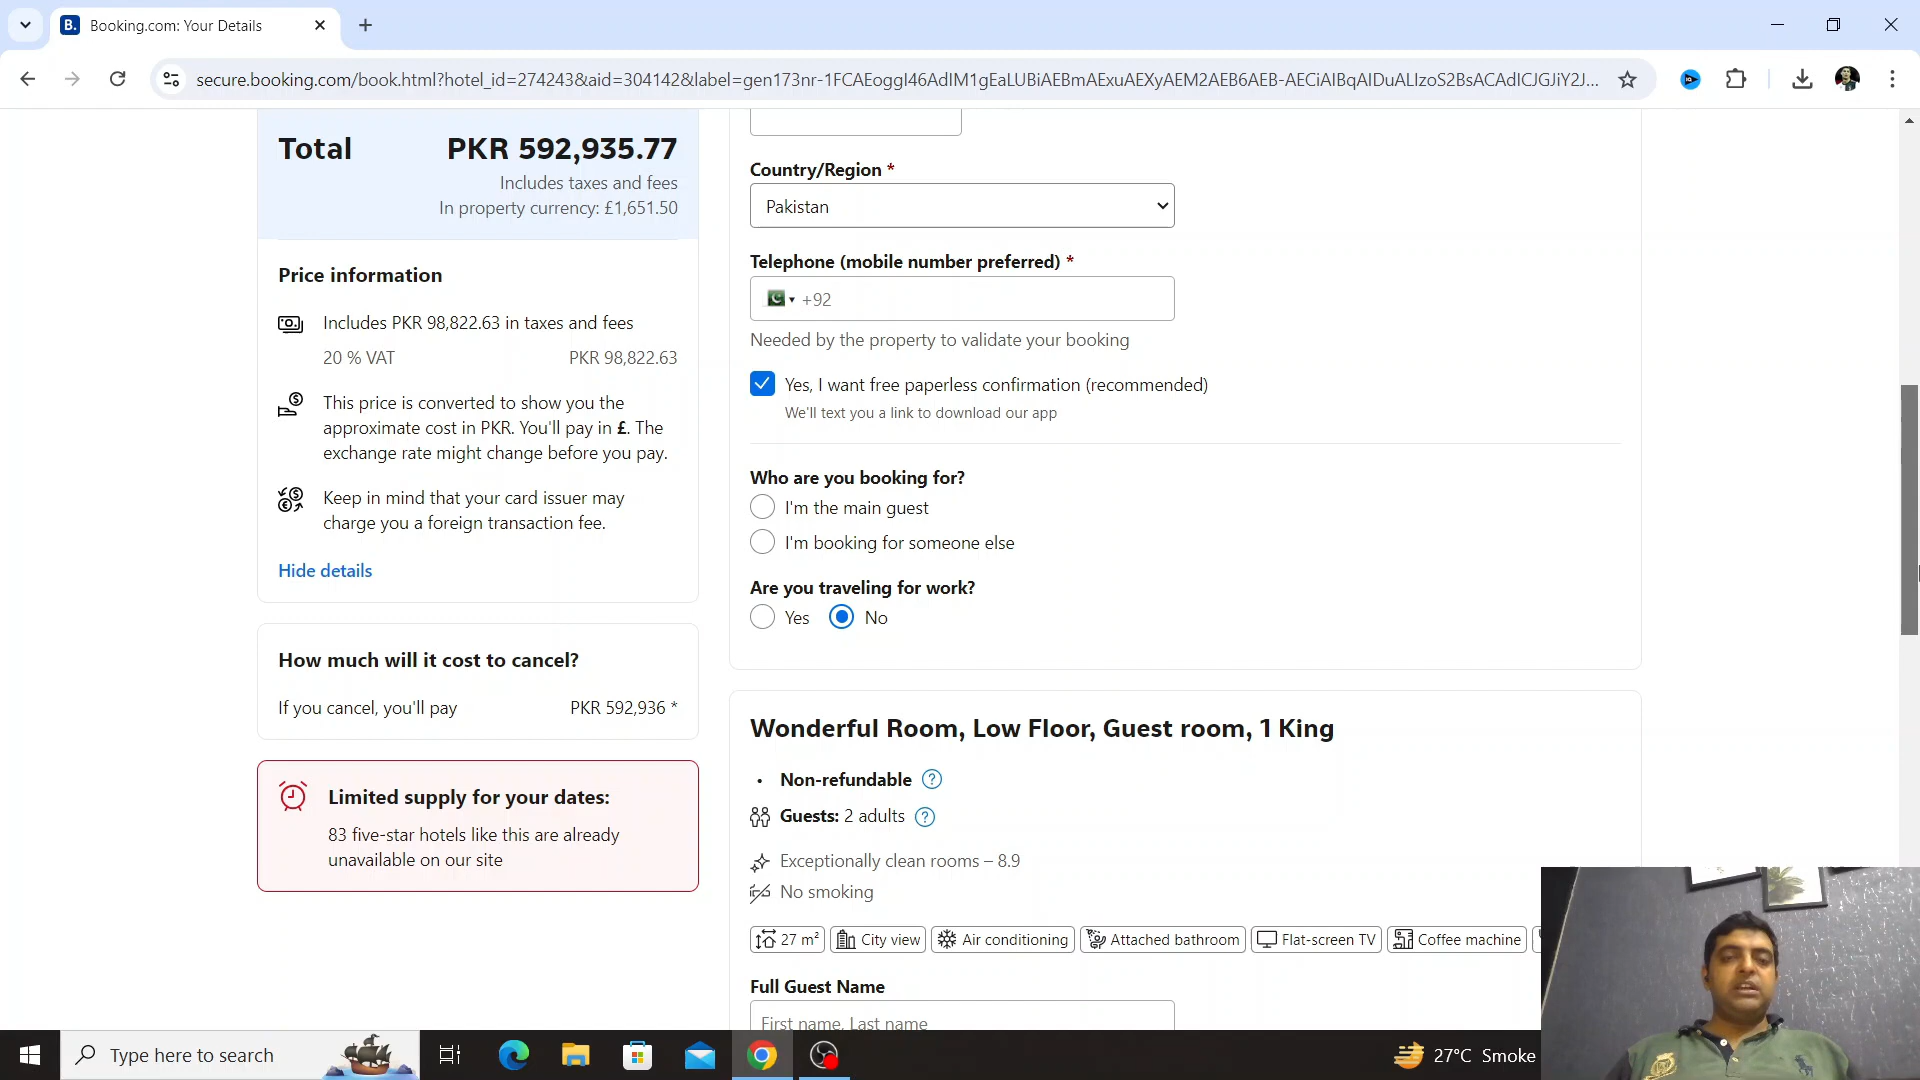 B. Booking.com: Your Details
secure.booking.com/book.html?hotel_id=274243&aid=304142&label=gen173nr-1FCAEoggI46AdIM1gEaLUBiAEBmAExuAEXyAEM2AEB6AEB-AECiAIBqAIDuALIzoS2BsACAdICJGJiY2J...
Total PKR 592,935.77
Includes taxes and fees
In property currency: £1,651.50
Price information
Includes PKR 98,822.63 in taxes and fees
20 % VAT PKR 98,822.63
This price is converted to show you the
approximate cost in PKR. You'll pay in £. The
exchange rate might change before you pay.
Keep in mind that your card issuer may
charge you a foreign transaction fee.
Hide details
How much will it cost to cancel?
If you cancel, you'll pay PKR 592,936 *
Limited supply for your dates:
83 five-star hotels like this are already
unavailable on our site
Country/Region *
Pakistan
Telephone (mobile number preferred) *
+92
Needed by the property to validate your booking
Yes, I want free paperless confirmation (recommended)
We'll text you a link to download our app
Who are you booking for?
I'm the main guest
I'm booking for someone else
Are you traveling for work?
Yes No
Wonderful Room, Low Floor, Guest room, 1 King
• Non-refundable
Guests: 2 adults
Exceptionally clean rooms – 8.9
No smoking
27 m² City view Air conditioning Attached bathroom Flat-screen TV Coffee machine
Full Guest Name
First name, Last name
Type here to search
27°C Smoke